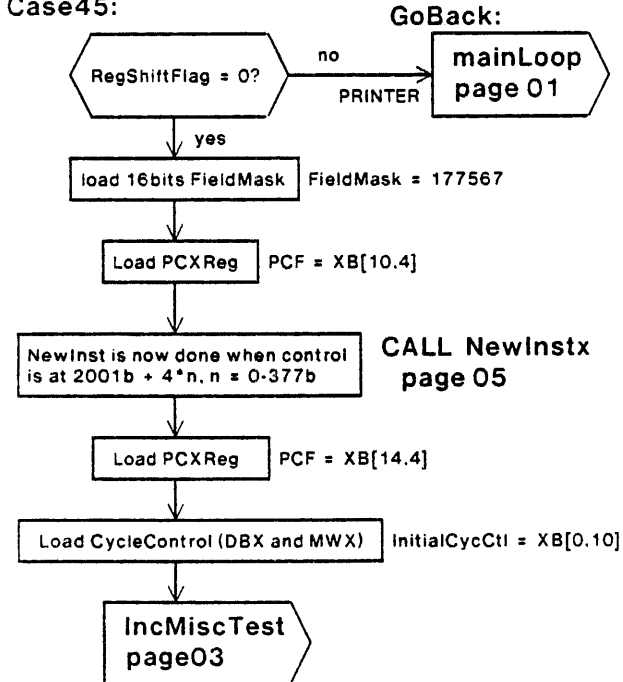 Case45:
GoBack:
RegShiftFlag = 0?
no
PRINTER
mainLoop
page 01
yes
load 16bits FieldMask
FieldMask = 177567
Load PCXReg
PCF = XB[10,4]
NewInst is now done when control
is at 2001b + 4*n, n = 0-377b
CALL NewInstx
page 05
Load PCXReg
PCF = XB[14,4]
Load CycleControl (DBX and MWX)
InitialCycCtl = XB[0,10]
IncMiscTest
page03